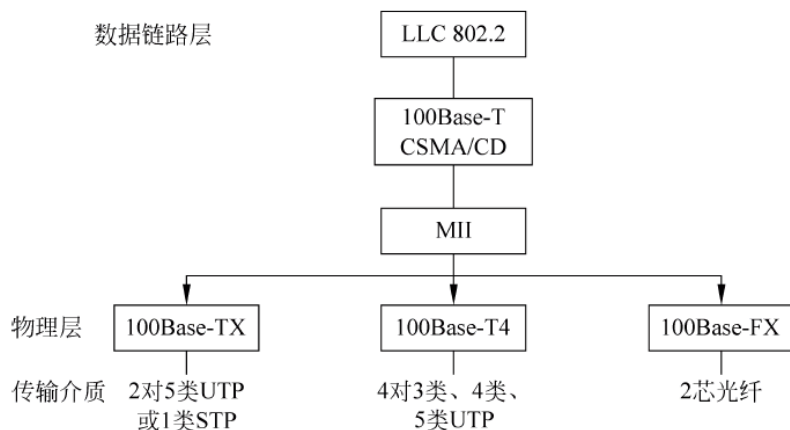 数据链路层
LLC 802.2
100Base-T
CSMA/CD
MII
物理层
100Base-TX
100Base-T4
100Base-FX
传输介质
2对5类UTP
或1类STP
4对3类、4类、
5类UTP
2芯光纤